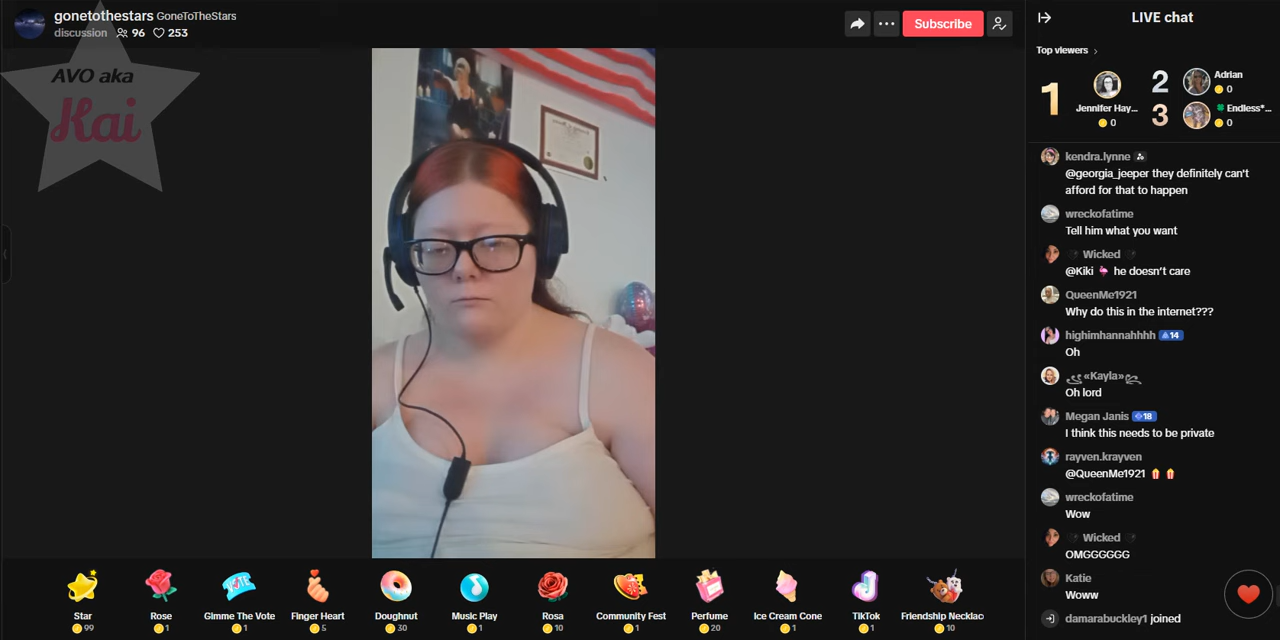 gonetothestars GoneToTheStars
discussion 96 253
Subscribe
AVO aka
Kai
LIVE chat
Top viewers
1
Jennifer Hay...
0
2
Adrian
0
3
Endless*...
0
kendra.lynne
@georgia_jeeper they definitely can't
afford for that to happen
wreckofatime
Tell him what you want
Wicked
@Kiki 🦩 he doesn't care
QueenMe1921
Why do this in the internet???
highimhannahhhh 14
Oh
«Kayla»
Oh lord
Megan Janis 18
I think this needs to be private
rayven.krayven
@QueenMe1921 🍿 🍿
wreckofatime
Wow
Wicked
OMGGGGGG
Katie
Woww
damarabuckley1 joined
Star
99
Rose
1
Gimme The Vote
1
Finger Heart
5
Doughnut
30
Music Play
1
Rosa
10
Community Fest
1
Perfume
20
Ice Cream Cone
1
TikTok
1
Friendship Necklac
10